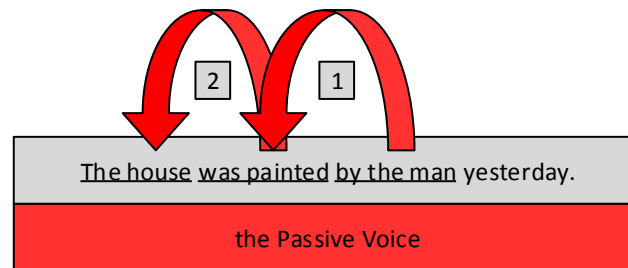 2 1
The house was painted by the man yesterday.
the Passive Voice